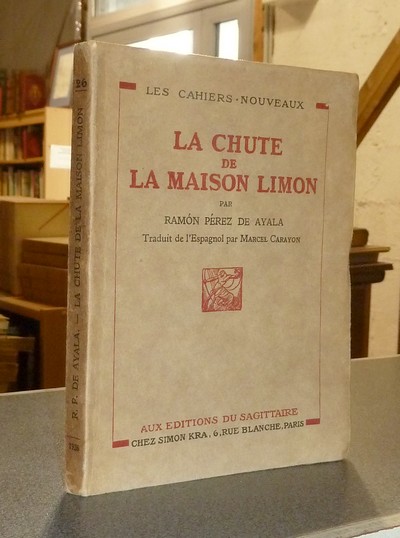 LES CAHIERS · NOUVEAUX
LA CHUTE
DE
LA MAISON LIMON
PAR
RAMÓN PÉREZ DE AYALA
Traduit de l'Espagnol par MARCEL CARAYON
AUX EDITIONS DU SAGITTAIRE
CHEZ SIMON KRA, 6, RUE BLANCHE, PARIS
26
R. P. DE AYALA. — LA CHUTE DE LA MAISON LIMON